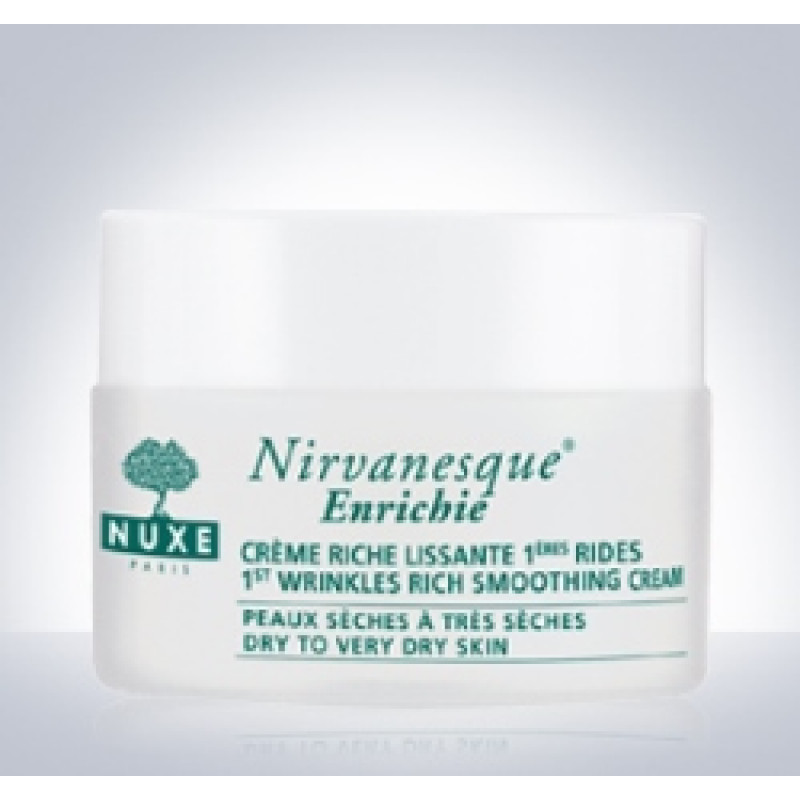 Nirvanesque®
Enrichie
NUXE
PARIS
CRÈME RICHE LISSANTE 1ÈRES RIDES
1ST WRINKLES RICH SMOOTHING CREAM
PEAUX SÈCHES À TRÈS SÈCHES
DRY TO VERY DRY SKIN